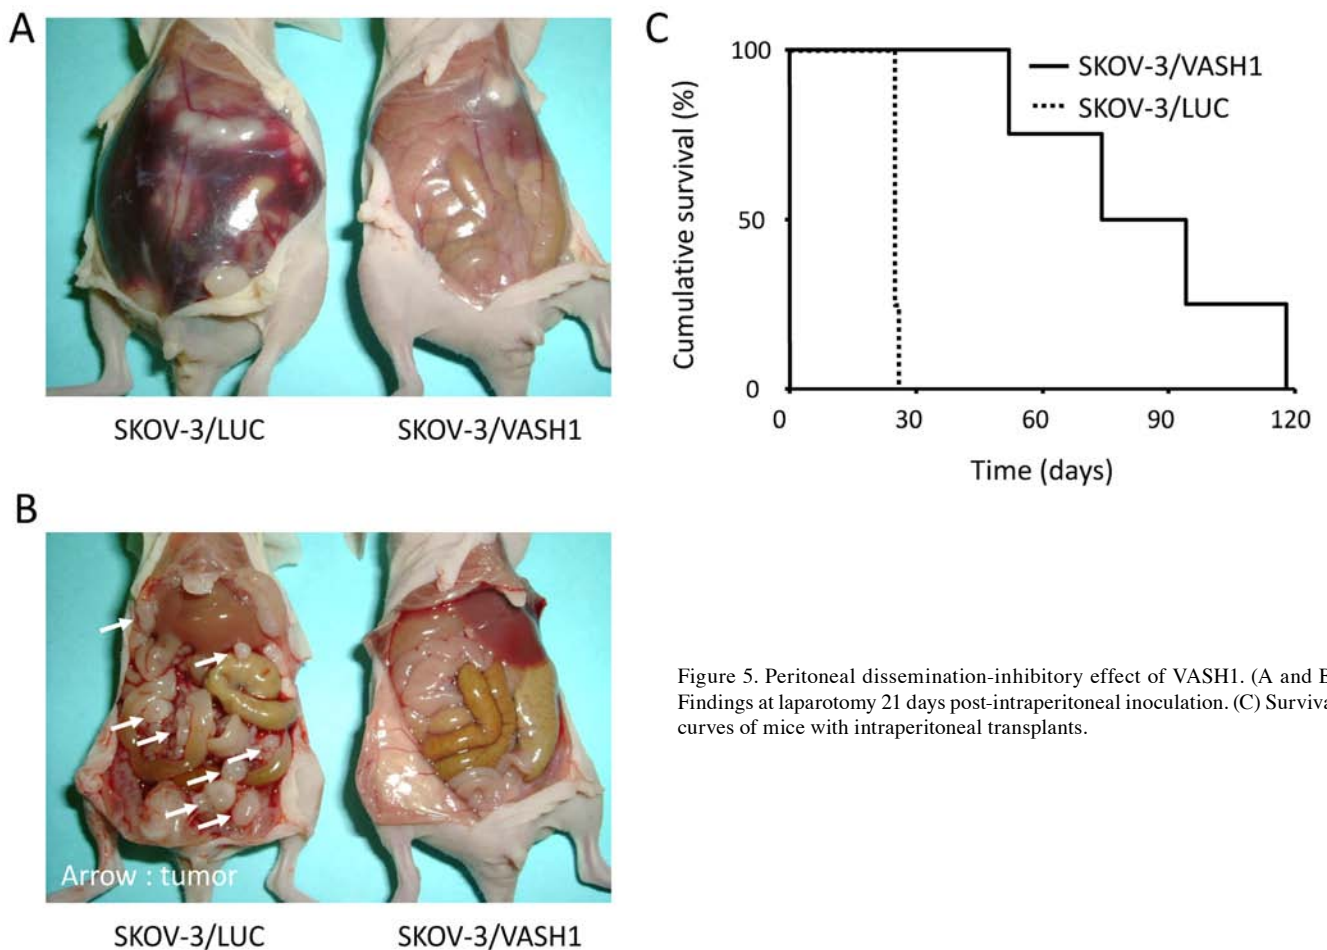 A
SKOV-3/LUC
SKOV-3/VASH1
B
Arrow : tumor
SKOV-3/LUC
SKOV-3/VASH1
C
Cumulative survival (%)
100
50
0
SKOV-3/VASH1
SKOV-3/LUC
0 30 60 90 120
Time (days)
Figure 5. Peritoneal dissemination-inhibitory effect of VASH1. (A and B
Findings at laparotomy 21 days post-intraperitoneal inoculation. (C) Surviva
curves of mice with intraperitoneal transplants.